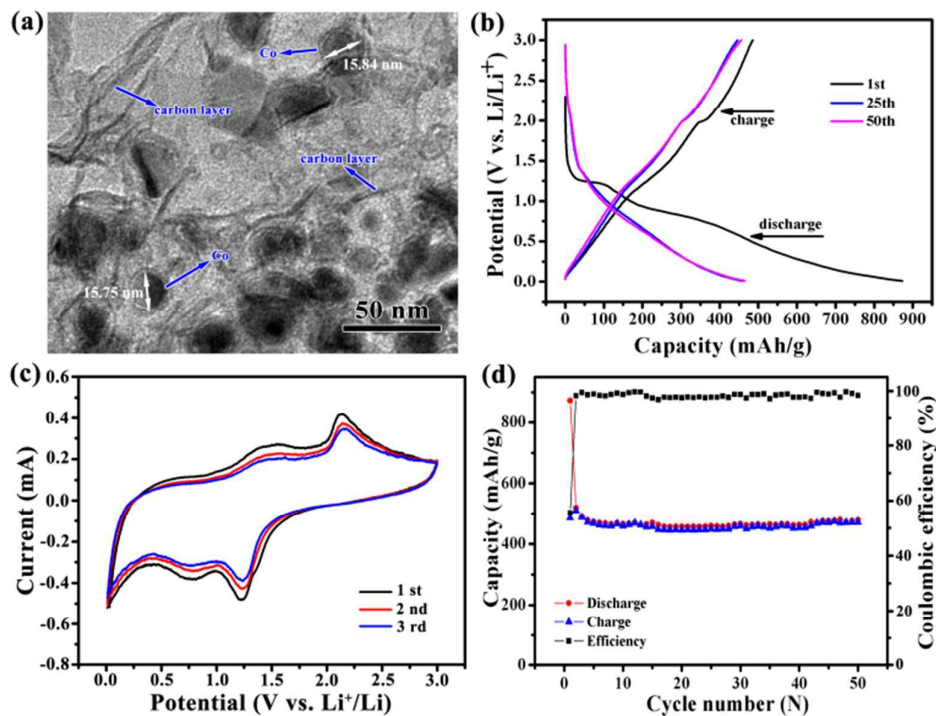 (a)
Co
15.84 nm
carbon layer
carbon layer
Co
15.75 nm
50 nm
(b)
Potential (V vs. Li/Li+)
3.0
2.5
2.0
1.5
1.0
0.5
0.0
1st
25th
50th
charge
discharge
0 100 200 300 400 500 600 700 800 900
Capacity (mAh/g)
(c)
Current (mA)
0.6
0.4
0.2
0.0
-0.2
-0.4
-0.6
-0.8
1 st
2 nd
3 rd
0.0 0.5 1.0 1.5 2.0 2.5 3.0
Potential (V vs. Li+/Li)
(d)
Capacity (mAh/g)
800
600
400
200
0
Discharge
Charge
Efficiency
0 10 20 30 40 50
Cycle number (N)
100
80
60
40
20
0
Coulombic efficiency (%)